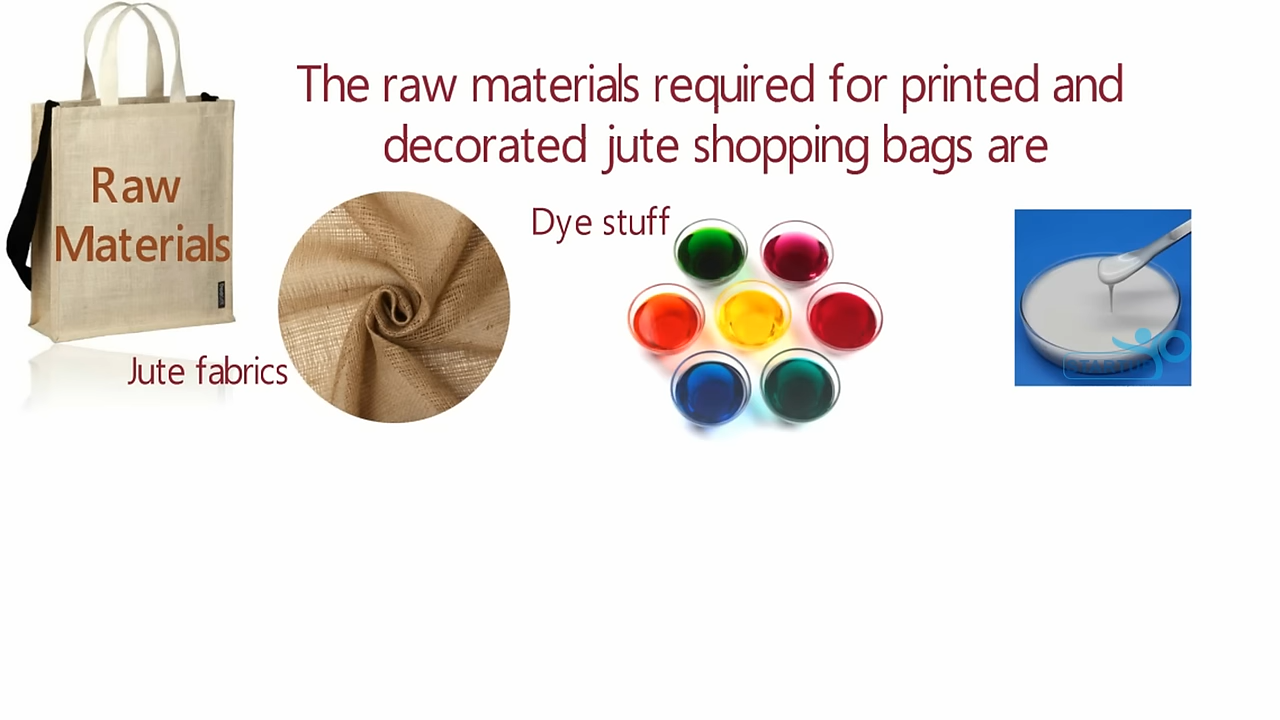 The raw materials required for printed and
decorated jute shopping bags are
Raw
Materials
Dye stuff
Jute fabrics